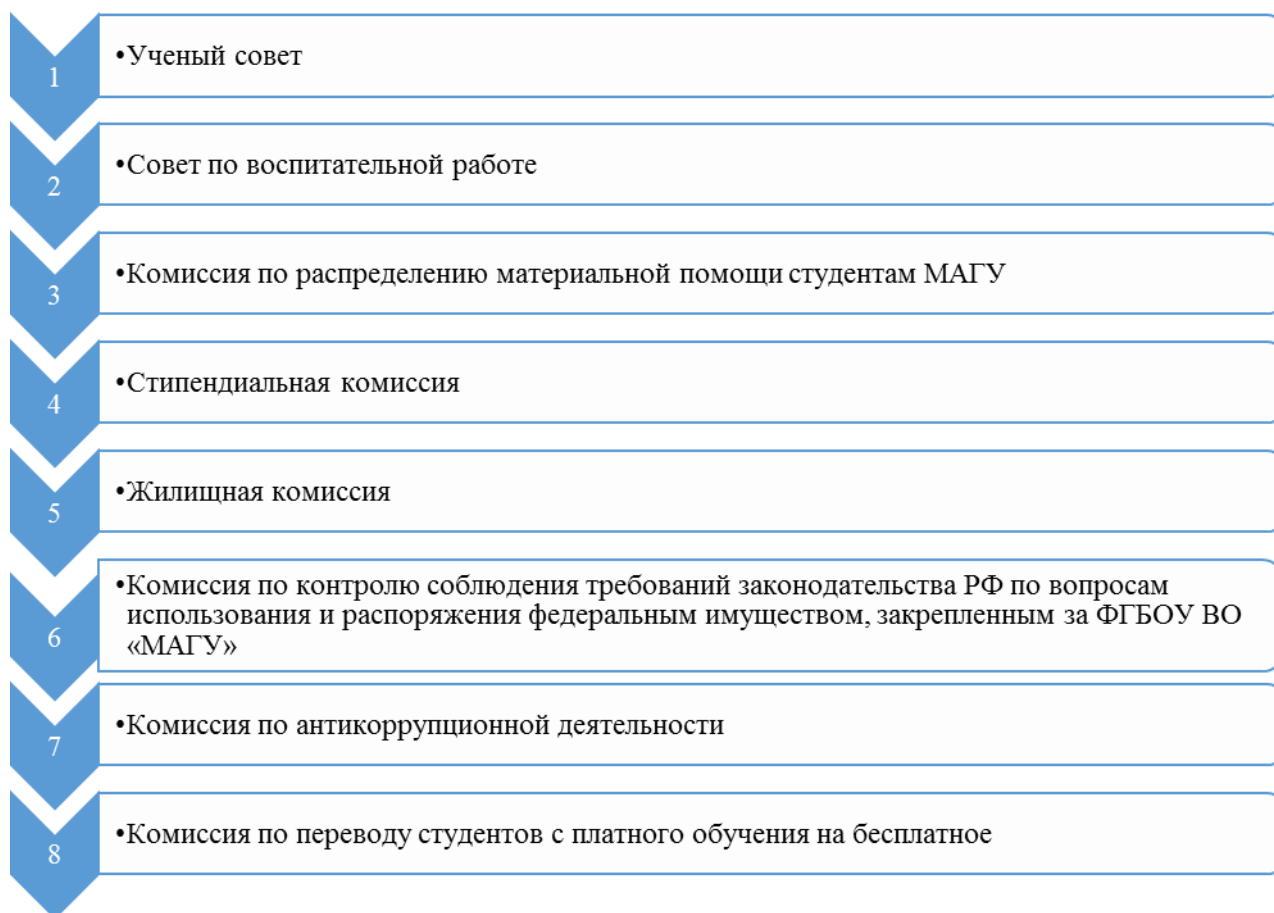 1
•Ученый совет
2
•Совет по воспитательной работе
3
•Комиссия по распределению материальной помощи студентам МАГУ
4
•Стипендиальная комиссия
5
•Жилищная комиссия
6
•Комиссия по контролю соблюдения требований законодательства РФ по вопросам
использования и распоряжения федеральным имуществом, закрепленным за ФГБОУ ВО
«МАГУ»
7
•Комиссия по антикоррупционной деятельности
8
•Комиссия по переводу студентов с платного обучения на бесплатное